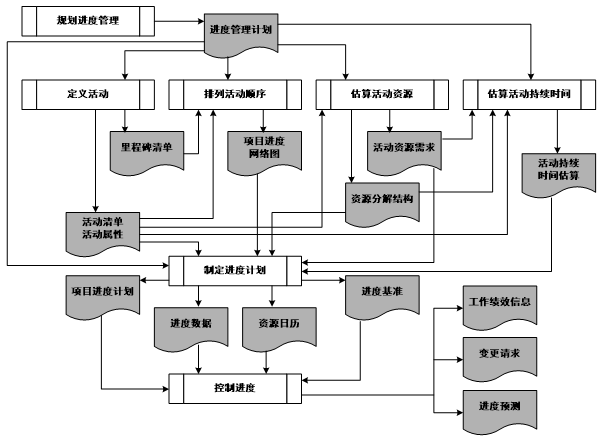 规划进度管理
进度管理计划
定义活动
排列活动顺序
估算活动资源
估算活动持续时间
里程碑清单
项目进度
网络图
活动资源需求
活动持续
时间估算
资源分解结构
活动清单
活动属性
制定进度计划
项目进度计划
进度数据
资源日历
进度基准
工作绩效信息
变更请求
控制进度
进度预测